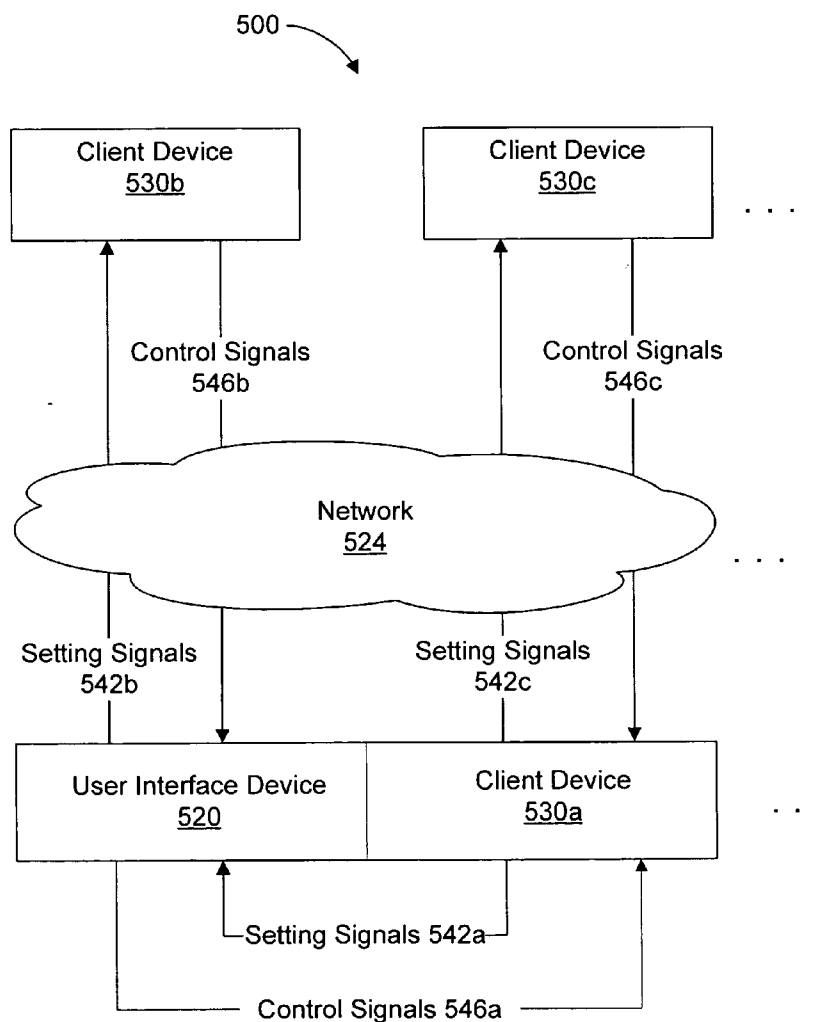 500
Client Device
530b
Client Device
530c
. . .
Control Signals
546b
Control Signals
546c
Network
524
. . .
Setting Signals
542b
Setting Signals
542c
User Interface Device
520
Client Device
530a
. .
Setting Signals 542a
Control Signals 546a